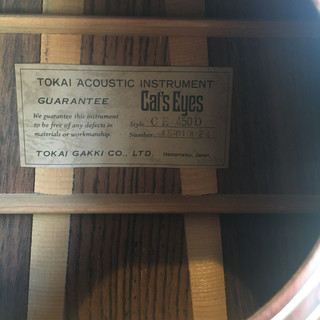 TOKAI ACOUSTIC INSTRUMENT
GUARANTEE Cat's Eyes
We guarantee this instrument
to be free of any defects in Style CE-450D
materials or workmanship. Number
TOKAI GAKKI CO., LTD. Hamamatsu, Japan